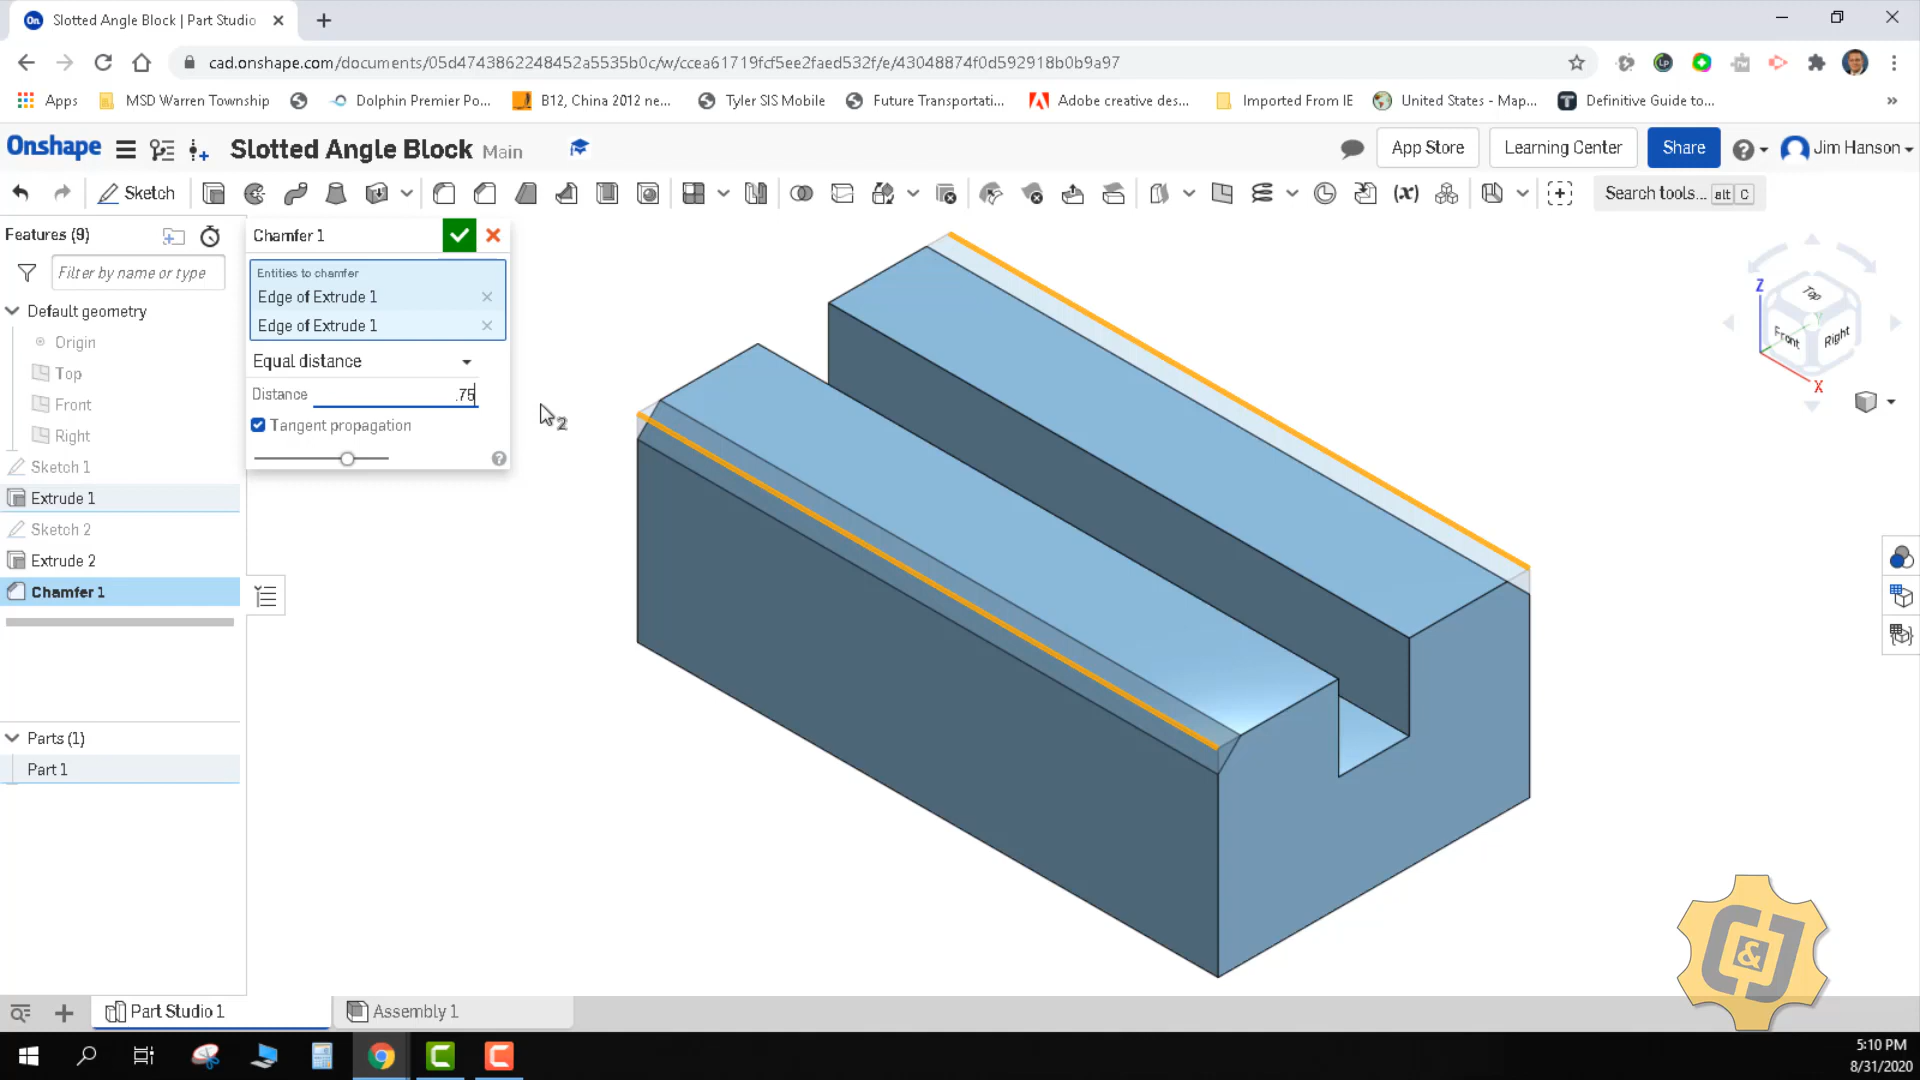 On Slotted Angle Block | Part Studio
cad.onshape.com/documents/05d4743862248452a5535b0c/w/ccea61719fcf5ee2faed532f/e/43048874f0d592918b0b9a97
Apps MSD Warren Township Dolphin Premier Po... B12, China 2012 ne... Tyler SIS Mobile Future Transportati... Adobe creative des... Imported From IE United States - Map... Definitive Guide to... »
Onshape Slotted Angle Block Main App Store Learning Center Share Jim Hanson
Sketch (x) Search tools... alt C
Features (9) Chamfer 1
Filter by name or type Entities to chamfer
Edge of Extrude 1
Default geometry Edge of Extrude 1
Origin Equal distance
Top Distance .75
Front Tangent propagation
Right
Sketch 1
Extrude 1
Sketch 2
Extrude 2
Chamfer 1
Parts (1)
Part 1
2
Z
Top
Front Right
X
&
Part Studio 1 Assembly 1
5:10 PM
8/31/2020